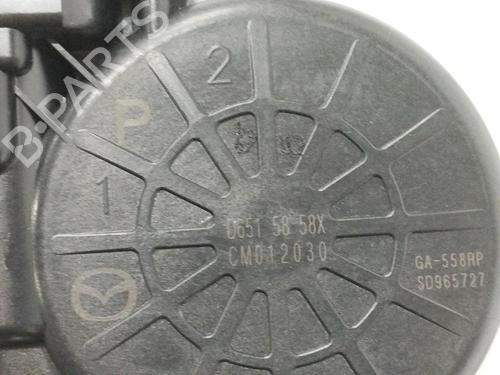 B-PARTS
2
P
1
D651 58 58X
CM012030
GA-558RP
SD965727